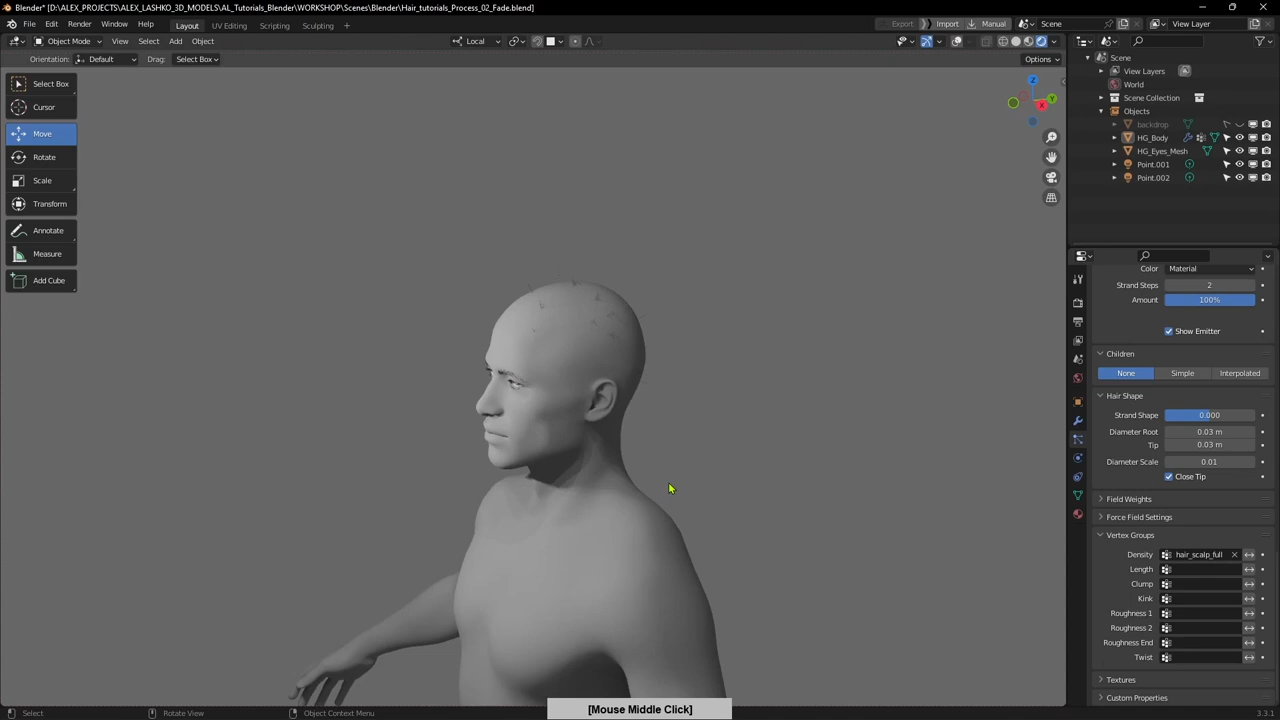 Blender* [D:\ALEX_PROJECTS\ALEX_LASHKO_3D_MODELS\AL_Tutorials_Blender\WORKSHOP\Scenes\Blender\Hair_tutorials_Process_02_Fade.blend]
File Edit Render Window Help Layout UV Editing Scripting Sculpting Export Import Manual Scene View Layer
Object Mode View Select Add Object Local
Orientation: Default Drag: Select Box Options
Select Box
Cursor
Move
Rotate
Scale
Transform
Annotate
Measure
Add Cube
Z
Y
X
Scene
View Layers
World
Scene Collection
Objects
backdrop
HG_Body
HG_Eyes_Mesh
Point.001
Point.002
Color Material
Strand Steps 2
Amount 100%
Show Emitter
Children
None Simple Interpolated
Hair Shape
Strand Shape 0.000
Diameter Root 0.03 m
Tip 0.03 m
Diameter Scale 0.01
Close Tip
Field Weights
Force Field Settings
Vertex Groups
Density hair_scalp_full
Length
Clump
Kink
Roughness 1
Roughness 2
Roughness End
Twist
Textures
Custom Properties
[Mouse Middle Click]
Select Rotate View Object Context Menu 3.3.1